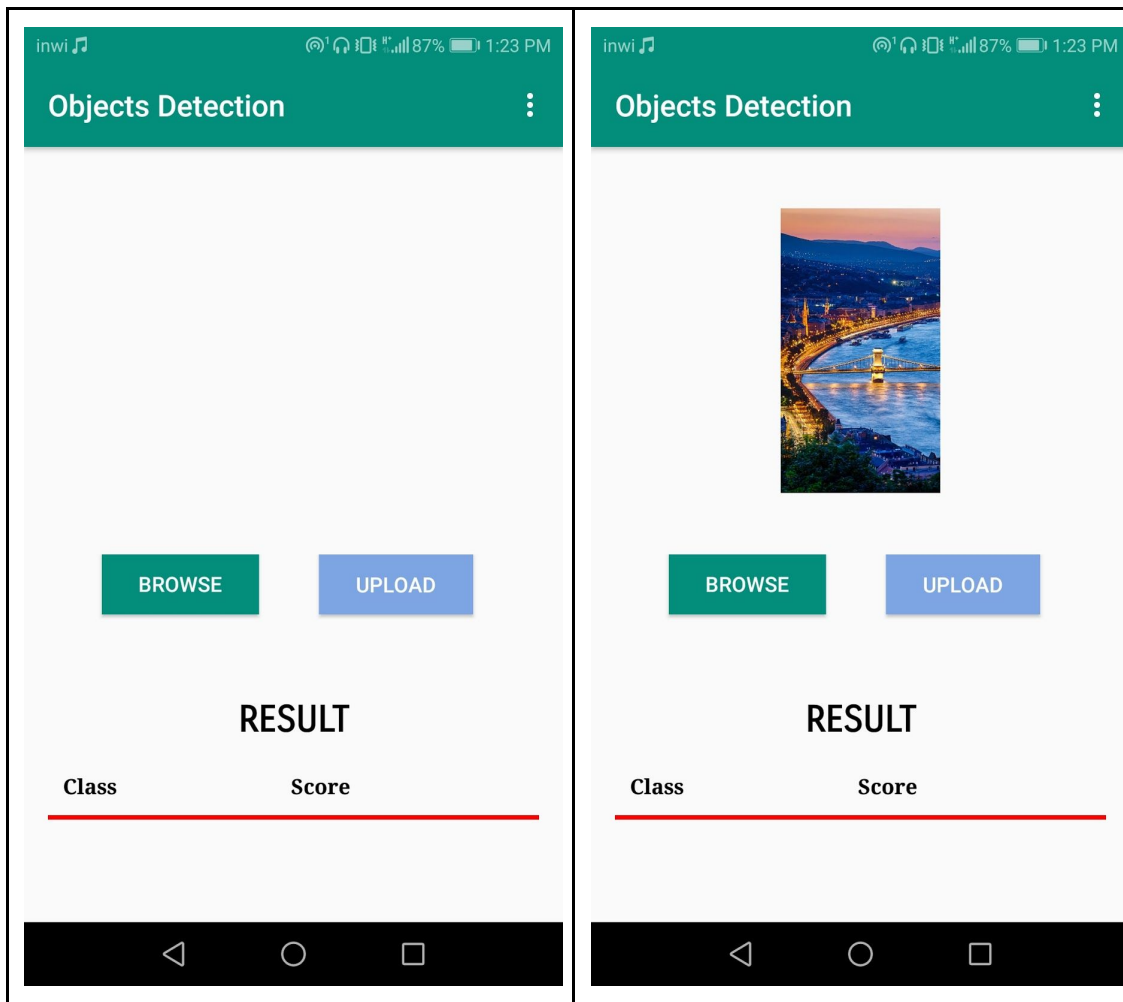 inwi 87% 1:23 PM
Objects Detection
BROWSE UPLOAD
RESULT
Class Score
inwi 87% 1:23 PM
Objects Detection
BROWSE UPLOAD
RESULT
Class Score